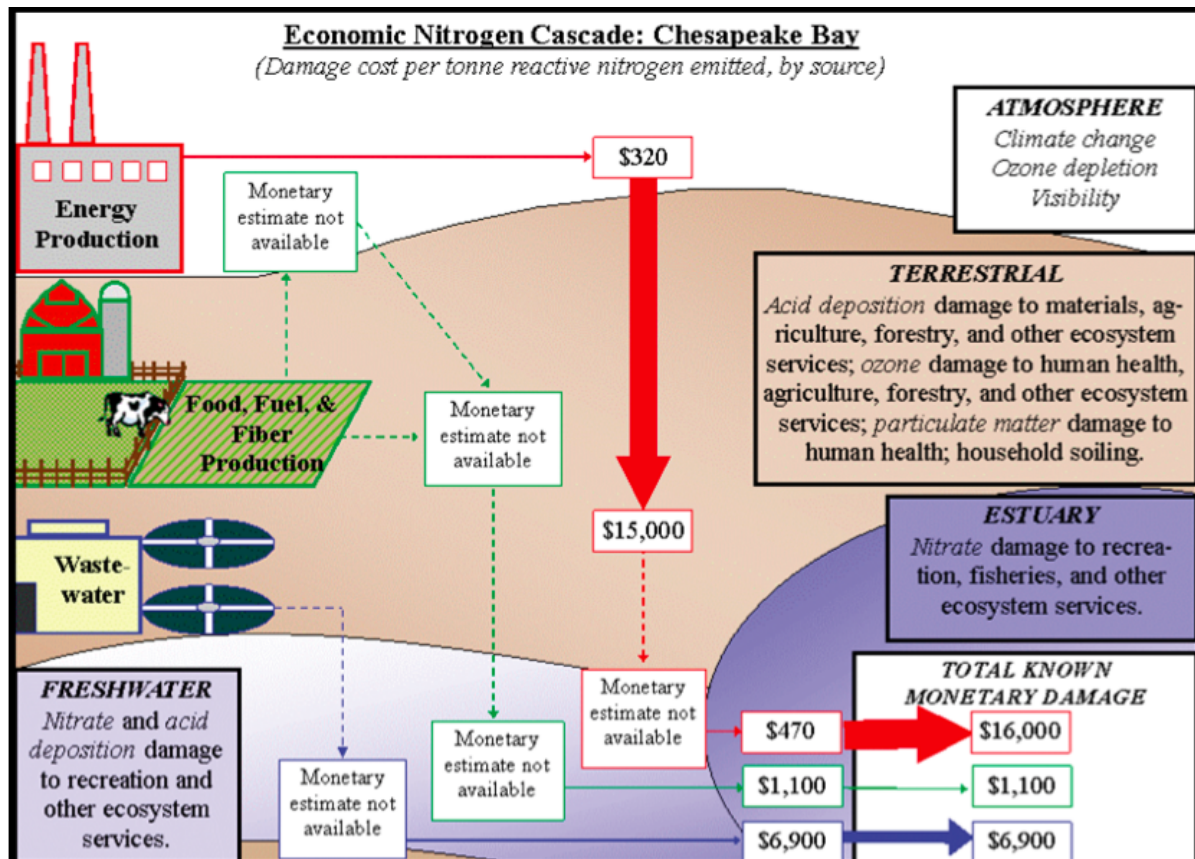 Economic Nitrogen Cascade: Chesapeake Bay
(Damage cost per tonne reactive nitrogen emitted, by source)
ATMOSPHERE
Climate change
Ozone depletion
Visibility
$320
Energy
Production
Monetary
estimate not
available
TERRESTRIAL
Acid deposition damage to materials, ag-
riculture, forestry, and other ecosystem
services; ozone damage to human health,
agriculture, forestry, and other ecosystem
services; particulate matter damage to
human health; household soiling.
Food, Fuel, &
Fiber
Production
Monetary
estimate not
available
$15,000
ESTUARY
Nitrate damage to recrea-
tion, fisheries, and other
ecosystem services.
Waste-
water
FRESHWATER
Nitrate and acid
deposition damage
to recreation and
other ecosystem
services.
Monetary
estimate not
available
Monetary
estimate not
available
Monetary
estimate not
available
TOTAL KNOWN
MONETARY DAMAGE
$470
$16,000
$1,100
$1,100
$6,900
$6,900